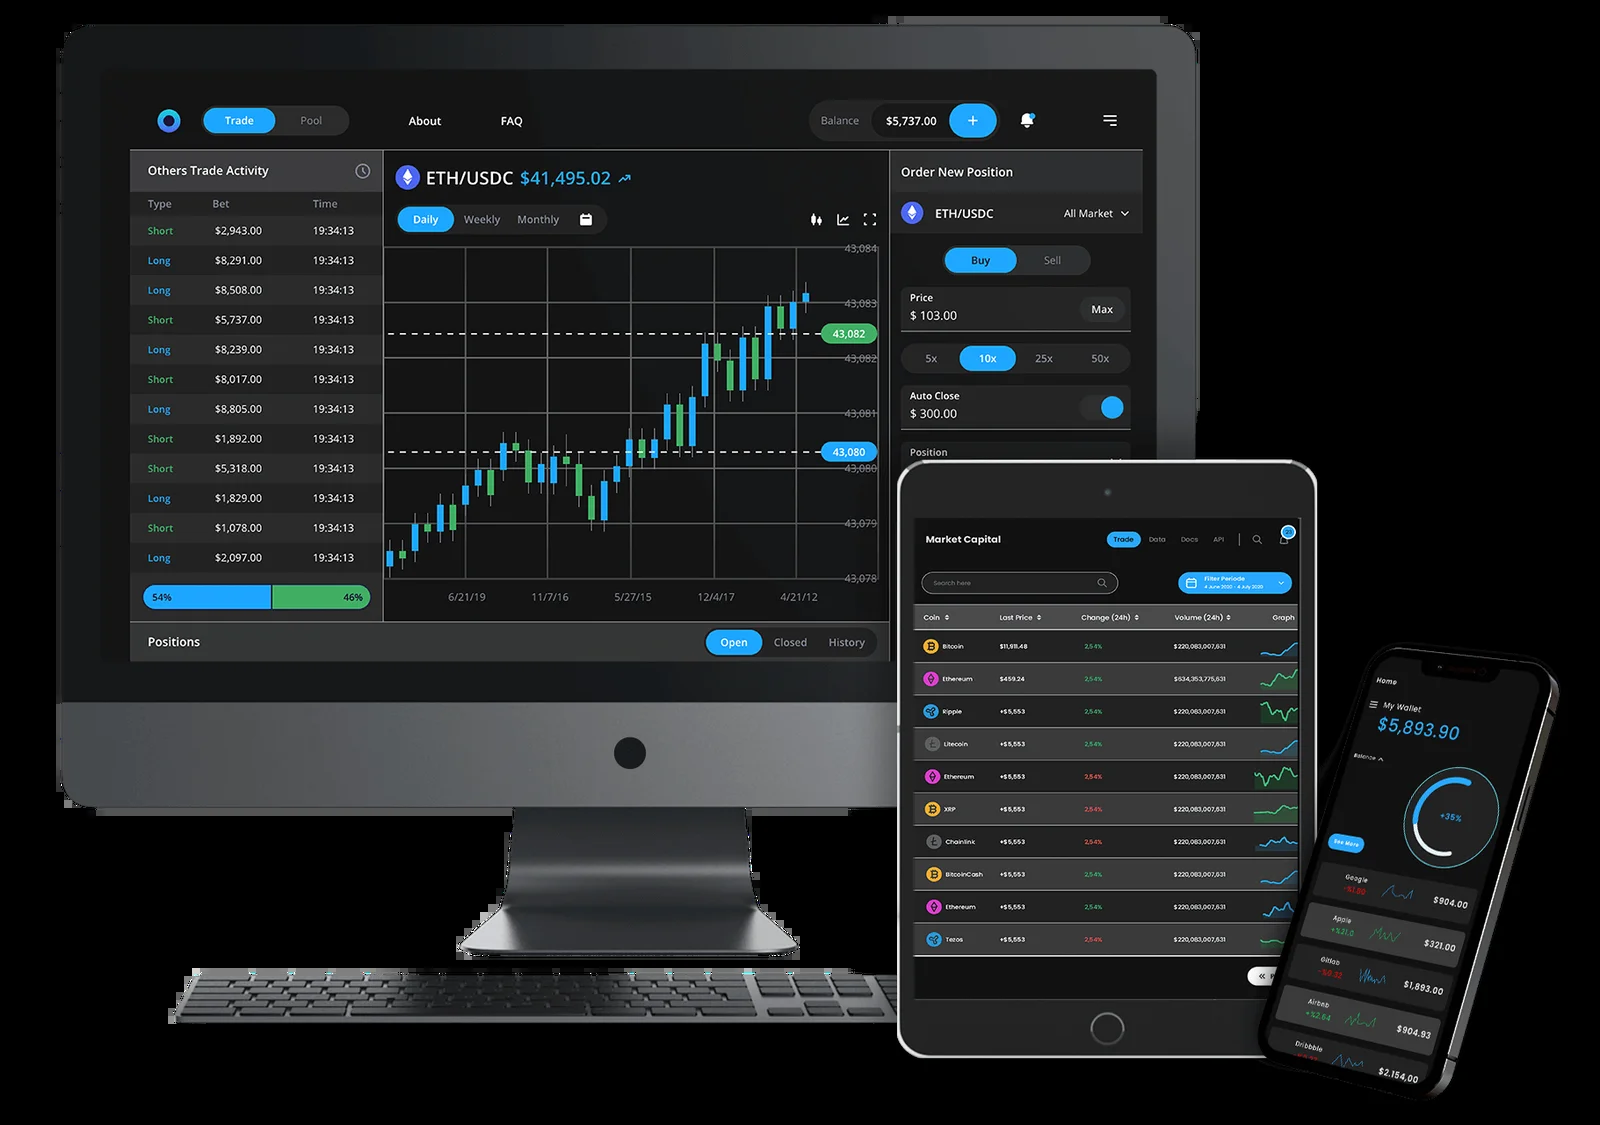 Trade Pool About FAQ Balance $5,737.00 +
Others Trade Activity
Type Bet Time
Short $2,943.00 19:34:13
Long $8,291.00 19:34:13
Long $8,508.00 19:34:13
Short $5,737.00 19:34:13
Long $8,239.00 19:34:13
Short $8,017.00 19:34:13
Long $8,805.00 19:34:13
Short $1,892.00 19:34:13
Short $5,318.00 19:34:13
Long $1,829.00 19:34:13
Short $1,078.00 19:34:13
Long $2,097.00 19:34:13
54% 46%
ETH/USDC $41,495.02
Daily Weekly Monthly
43,084
43,083
43,082
43,082
43,081
43,080
43,080
43,079
43,078
6/21/19 11/7/16 5/27/15 12/4/17 4/21/12
Positions Open Closed History
Order New Position
ETH/USDC All Market
Buy Sell
Price
$ 103.00 Max
5x 10x 25x 50x
Auto Close
$ 300.00
Position
Market Capital Trade Data Docs API
Search here
Filter Periode
4 June 2020 - 4 July 2020
Coin Last Price Change (24h) Volume (24h) Graph
Bitcoin $11,911.48 2,54% $220,083,007,631
Ethereum $459.24 2,54% $634,353,775,631
Ripple +$5,553 2,54% $220,083,007,631
Litecoin +$5,553 2,54% $220,083,007,631
Ethereum +$5,553 2,54% $220,083,007,631
XRP +$5,553 2,54% $220,083,007,631
Chainlink +$5,553 2,54% $220,083,007,631
BitcoinCash +$5,553 2,54% $220,083,007,631
Ethereum +$5,553 2,54% $220,083,007,631
Tezos +$5,553 2,54% $220,083,007,631
Home
My Wallet
$5,893.90
Balance
+35%
See More
Google
$904.00
Apple
$321.00
Gitlab
$1,893.00
Airbnb
+%2.64 $904.93
Dribbble
$2.154,00